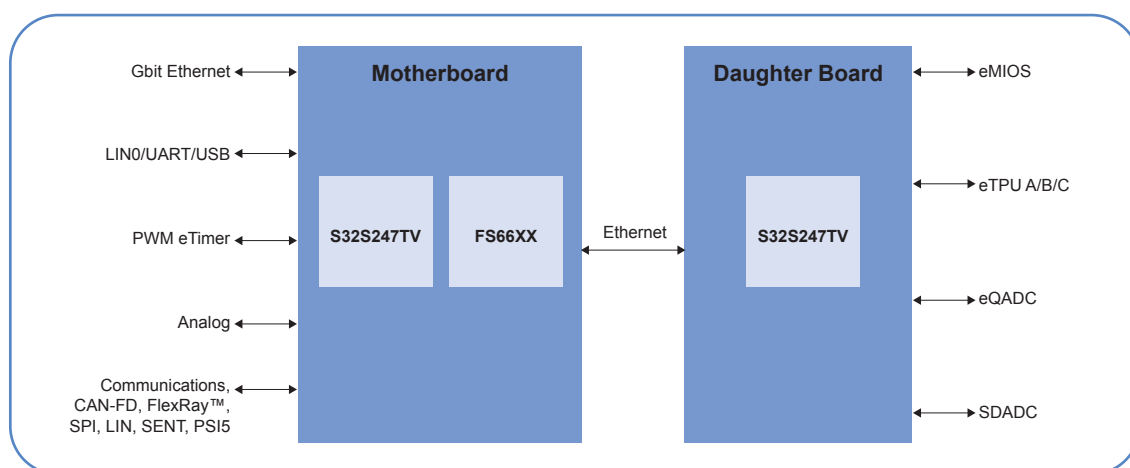 Motherboard
Daughter Board
Gbit Ethernet
LIN0/UART/USB
PWM eTimer
Analog
Communications,
CAN-FD, FlexRay™,
SPI, LIN, SENT, PSI5
S32S247TV
FS66XX
Ethernet
S32S247TV
eMIOS
eTPU A/B/C
eQADC
SDADC